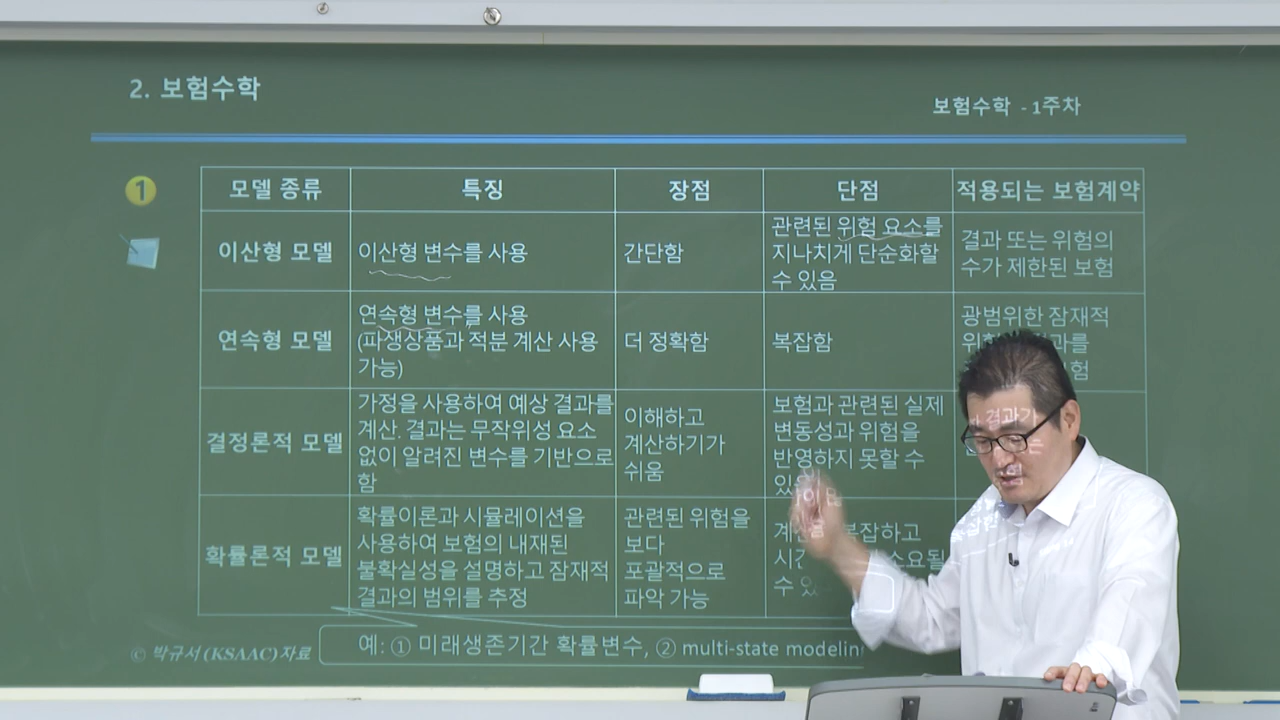 2. 보험수학
보험수학 - 1주차
1
모델 종류
특징
장점
단점
적용되는 보험계약
이산형 모델
이산형 변수를 사용
간단함
관련된 위험 요소를
지나치게 단순화할
수 있음
결과 또는 위험의
수가 제한된 보험
연속형 모델
연속형 변수를 사용
(파생상품과 적분 계산 사용
가능)
더 정확함
복잡함
광범위한 잠재적
결정론적 모델
가정을 사용하여 예상 결과를
계산. 결과는 무작위성 요소
없이 알려진 변수를 기반으로
함
이해하고
계산하기가
쉬움
보험과 관련된 실제
변동성과 위험을
반영하지 못할 수
확률론적 모델
확률이론과 시뮬레이션을
사용하여 보험의 내재된
불확실성을 설명하고 잠재적
결과의 범위를 추정
관련된 위험을
보다
포괄적으로
파악 가능
복잡하고
수
예: ① 미래생존기간 확률변수, ② multi-state
© 박규서(KSAAC)자료